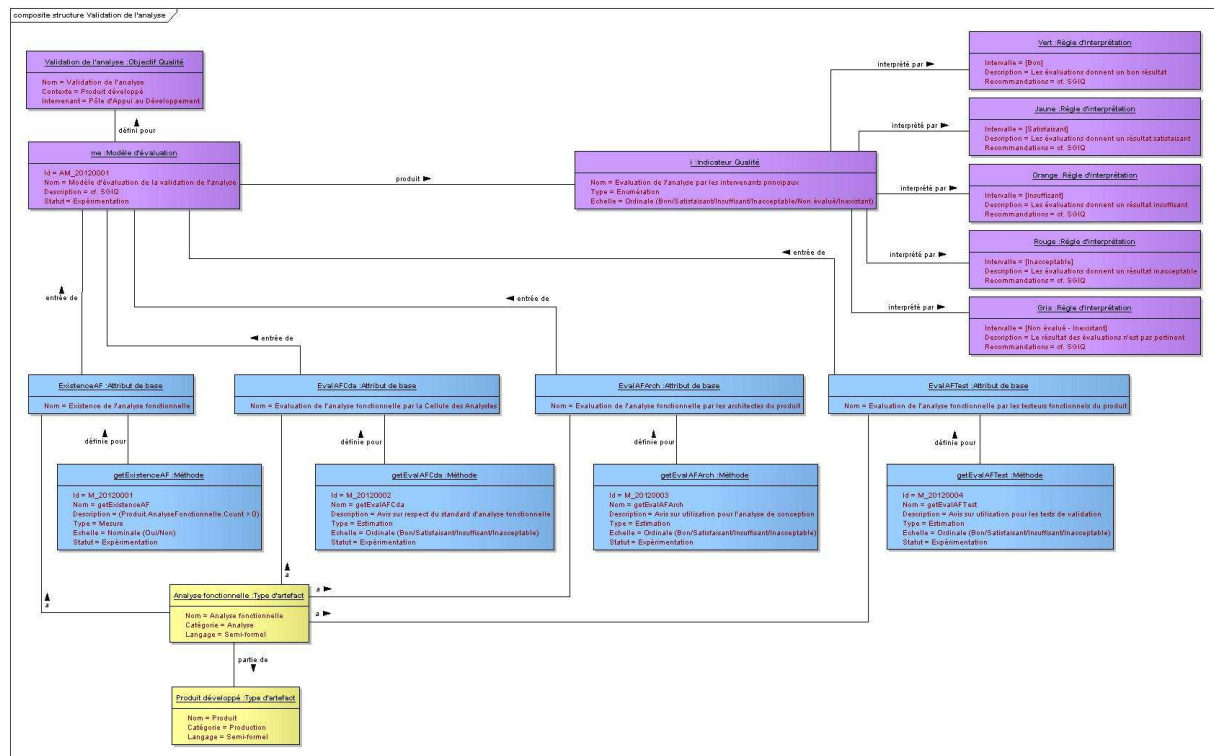 composite structure Validation de l'analyse
Validation de l'analyse :Objectif Qualité
Nom = Validation de l'analyse
Contexte = Produit développé
Intervenant = Pôle d'Appui au Développement
défini pour
me :Modèle d'évaluation
Id = AM_20120001
Nom = Modèle d'évaluation de la validation de l'analyse
Description = cf. SGIQ
Statut = Expérimentation
produit
i :Indicateur Qualité
Nom = Evaluation de l'analyse par les intervenants principaux
Type = Enumération
Echelle = Ordinale (Bon/Satisfaisant/Insuffisant/Inacceptable/Non évalué/Inexistant)
interprété par
Vert :Règle d'interprétation
Intervalle = [Bon]
Description = Les évaluations donnent un bon résultat
Recommandations = cf. SGIQ
interprété par
Jaune :Règle d'interprétation
Intervalle = [Satisfaisant]
Description = Les évaluations donnent un résultat satisfaisant
Recommandations = cf. SGIQ
interprété par
Orange :Règle d'interprétation
Intervalle = [Insuffisant]
Description = Les évaluations donnent un résultat insuffisant
Recommandations = cf. SGIQ
interprété par
Rouge :Règle d'interprétation
Intervalle = [Inacceptable]
Description = Les évaluations donnent un résultat inacceptable
Recommandations = cf. SGIQ
interprété par
Gris :Règle d'interprétation
Intervalle = [Non évalué - Inexistant]
Description = Le résultat des évaluations n'est pas pertinent
Recommandations = cf. SGIQ
entrée de
entrée de
entrée de
entrée de
ExistenceAF :Attribut de base
Nom = Existence de l'analyse fonctionnelle
EvalAFCda :Attribut de base
Nom = Evaluation de l'analyse fonctionnelle par la Cellule des Analystes
EvalAFArch :Attribut de base
Nom = Evaluation de l'analyse fonctionnelle par les architectes du produit
EvalAFTest :Attribut de base
Nom = Evaluation de l'analyse fonctionnelle par les testeurs fonctionnels du produit
définie pour
définie pour
définie pour
définie pour
getExistenceAF :Méthode
Id = M_20120001
Nom = getExistenceAF
Description = (Produit.AnalyseFonctionnelle.Count > 0)
Type = Mesure
Echelle = Nominale (Oui/Non)
Statut = Expérimentation
getEvalAFCda :Méthode
Id = M_20120002
Nom = getEvalAFCda
Description = Avis sur respect du standard d'analyse fonctionnelle
Type = Estimation
Echelle = Ordinale (Bon/Satisfaisant/Insuffisant/Inacceptable)
Statut = Expérimentation
getEvalAFArch :Méthode
Id = M_20120003
Nom = getEvalAFArch
Description = Avis sur utilisation pour l'analyse de conception
Type = Estimation
Echelle = Ordinale (Bon/Satisfaisant/Insuffisant/Inacceptable)
Statut = Expérimentation
getEvalAFTest :Méthode
Id = M_20120004
Nom = getEvalAFTest
Description = Avis sur utilisation pour les tests de validation
Type = Estimation
Echelle = Ordinale (Bon/Satisfaisant/Insuffisant/Inacceptable)
Statut = Expérimentation
a
a
a
a
Analyse fonctionnelle :Type d'artefact
Nom = Analyse fonctionnelle
Catégorie = Analyse
Langage = Semi-formel
partie de
Produit développé :Type d'artefact
Nom = Produit
Catégorie = Production
Langage = Semi-formel